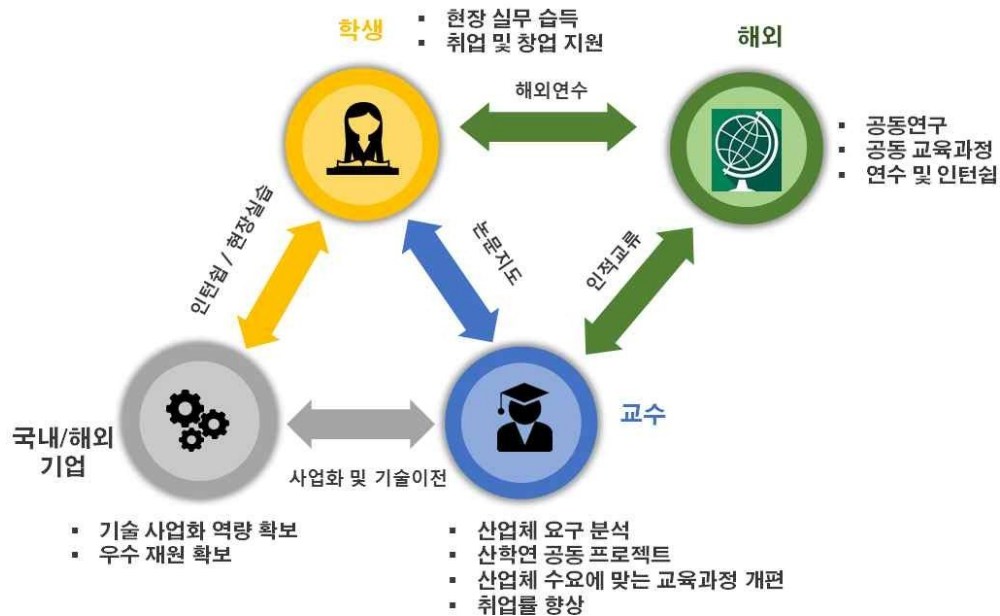 학생
▪ 현장 실무 습득
▪ 취업 및 창업 지원
해외
해외연수
▪ 공동연구
▪ 공동 교육과정
▪ 연수 및 인턴쉽
인턴쉽 / 현장실습
논문지도
인적교류
국내/해외
기업
교수
사업화 및 기술이전
▪ 기술 사업화 역량 확보
▪ 우수 재원 확보
▪ 산업체 요구 분석
▪ 산학연 공동 프로젝트
▪ 산업체 수요에 맞는 교육과정 개편
▪ 취업률 향상